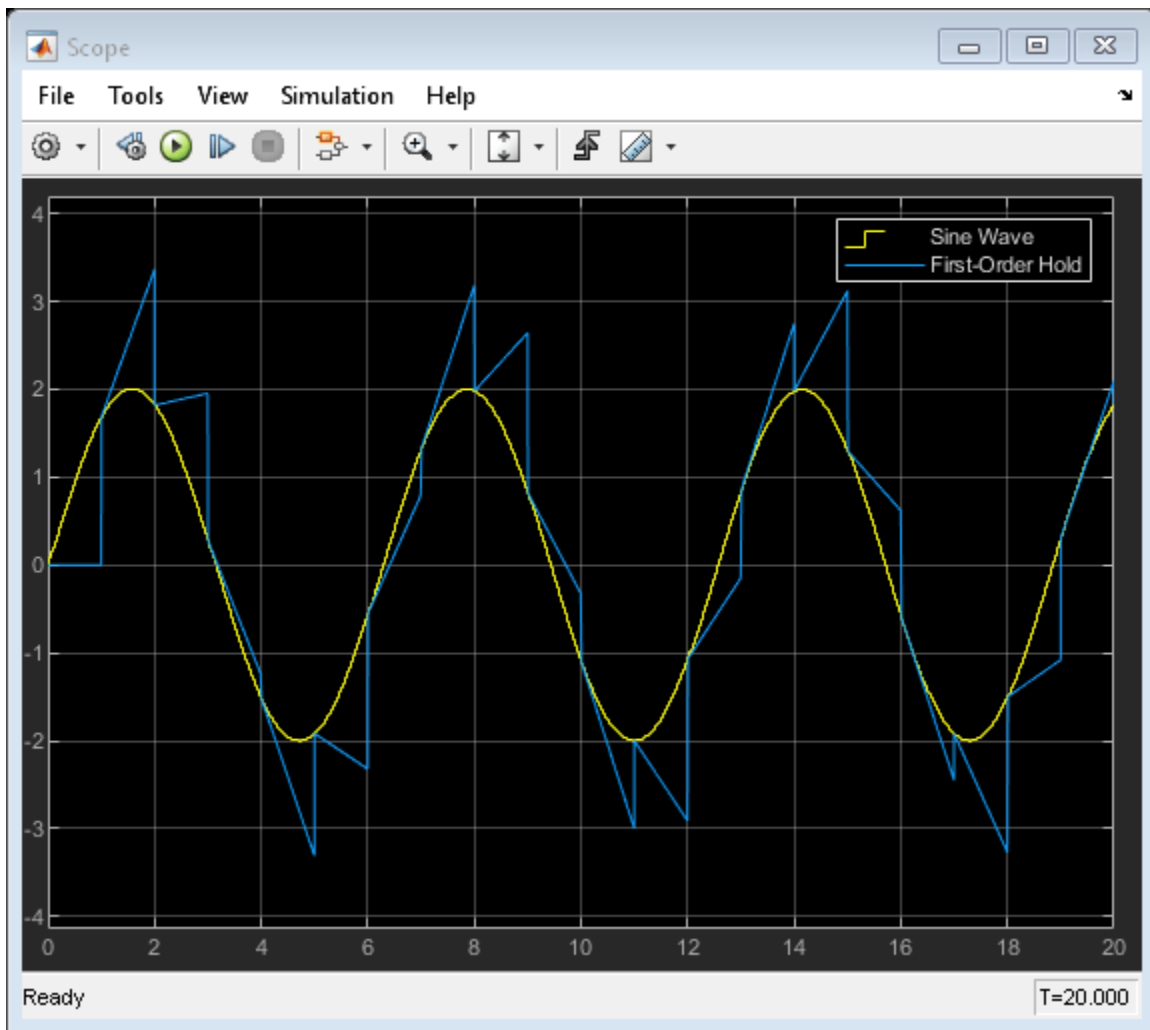 Scope
File Tools View Simulation Help
Sine Wave
First-Order Hold
4
3
2
1
0
-1
-2
-3
-4
0 2 4 6 8 10 12 14 16 18 20
Ready T=20.000